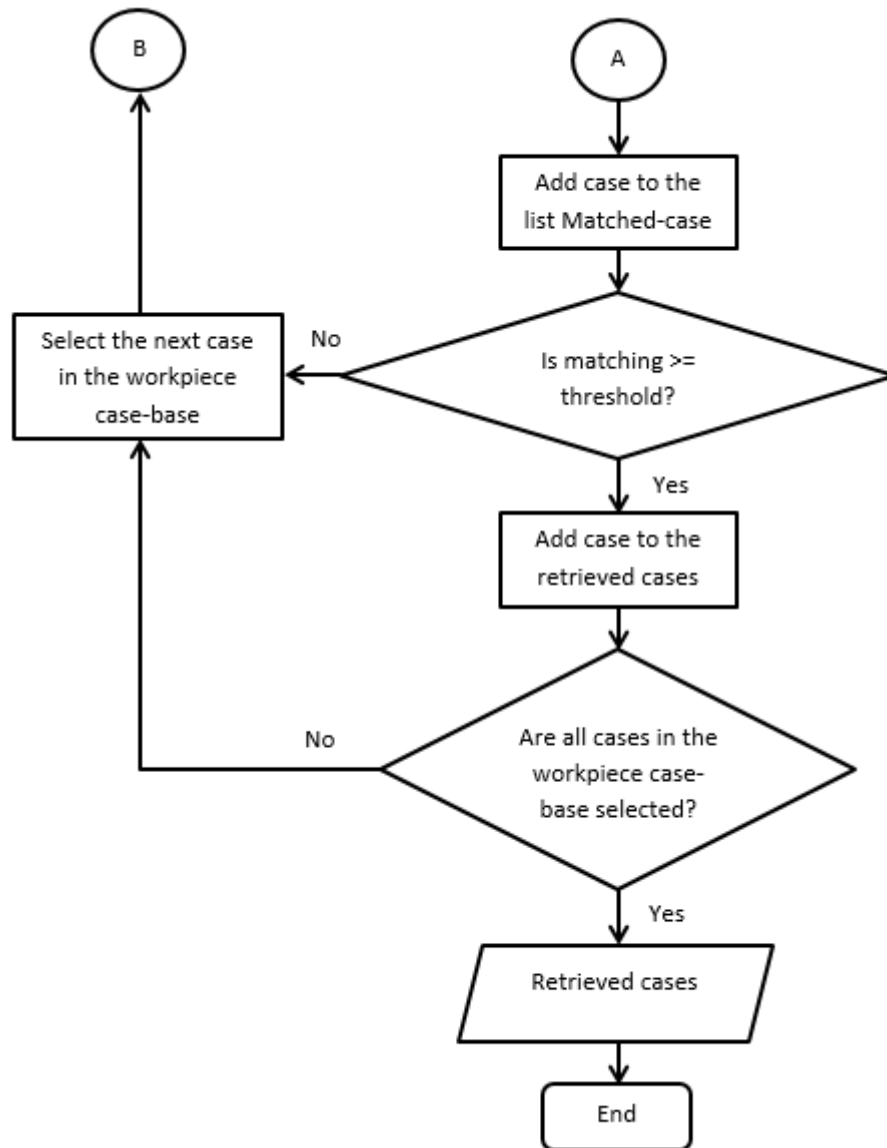 B
A
Add case to the
list Matched-case
Select the next case
in the workpiece
case-base
No
Is matching >=
threshold?
Yes
Add case to the
retrieved cases
No
Are all cases in the
workpiece case-
base selected?
Yes
Retrieved cases
End